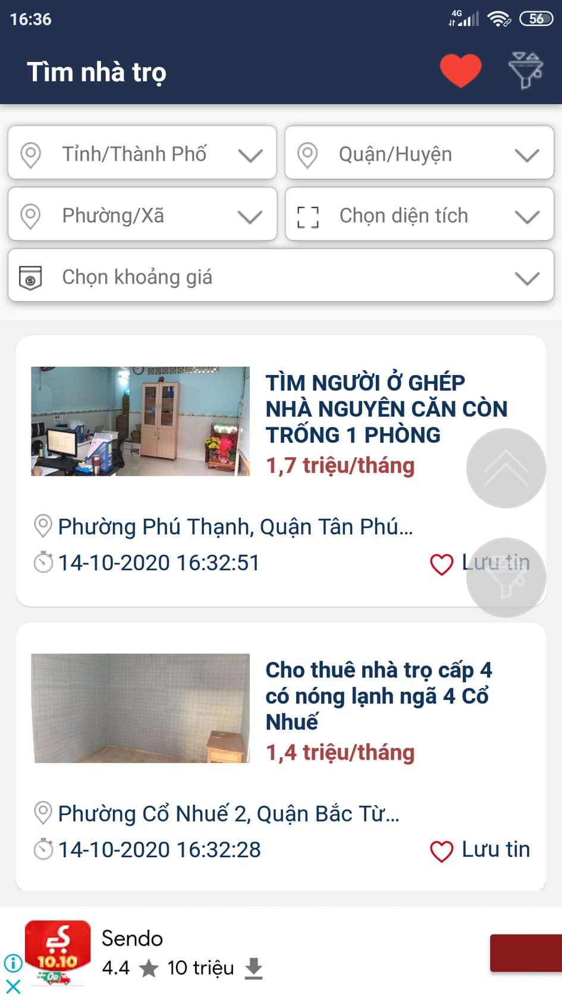 16:36
4G
56
Tìm nhà trọ
Tỉnh/Thành Phố
Quận/Huyện
Phường/Xã
Chọn diện tích
Chọn khoảng giá
TÌM NGƯỜI Ở GHÉP
NHÀ NGUYÊN CĂN CÒN
TRỐNG 1 PHÒNG
1,7 triệu/tháng
Phường Phú Thạnh, Quận Tân Phú...
14-10-2020 16:32:51
Lưu tin
Cho thuê nhà trọ cấp 4
có nóng lạnh ngã 4 Cổ
Nhuế
1,4 triệu/tháng
Phường Cổ Nhuế 2, Quận Bắc Từ...
14-10-2020 16:32:28
Lưu tin
10.10
Sendo
4.4 ★ 10 triệu